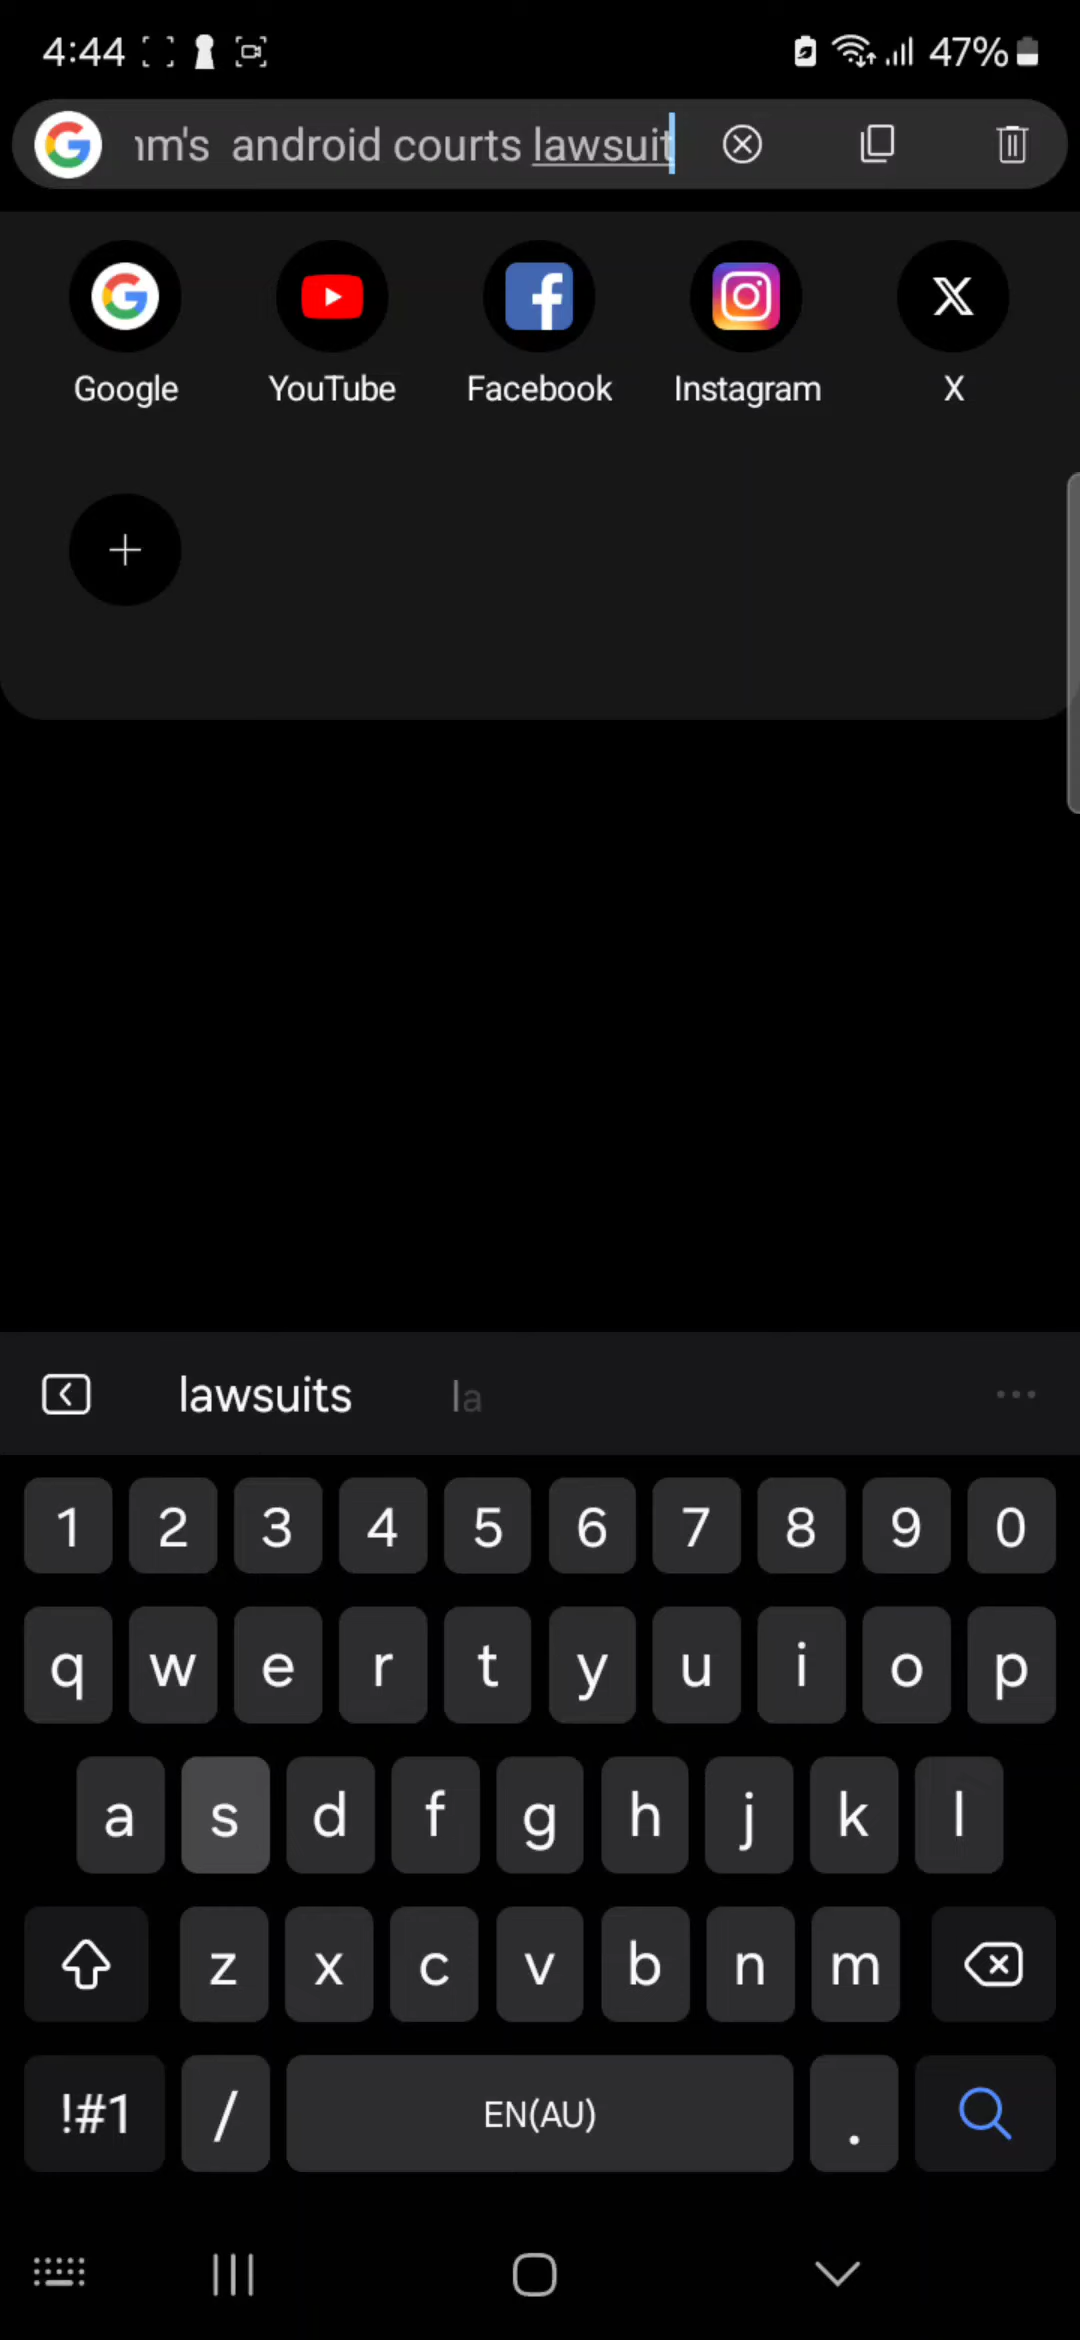 4:44 47%
android courts lawsuit
Google YouTube Facebook Instagram X
lawsuits la
1 2 3 4 5 6 7 8 9 0
q w e r t y u i o p
a s d f g h j k l
z x c v b n m
!#1 / EN(AU) .